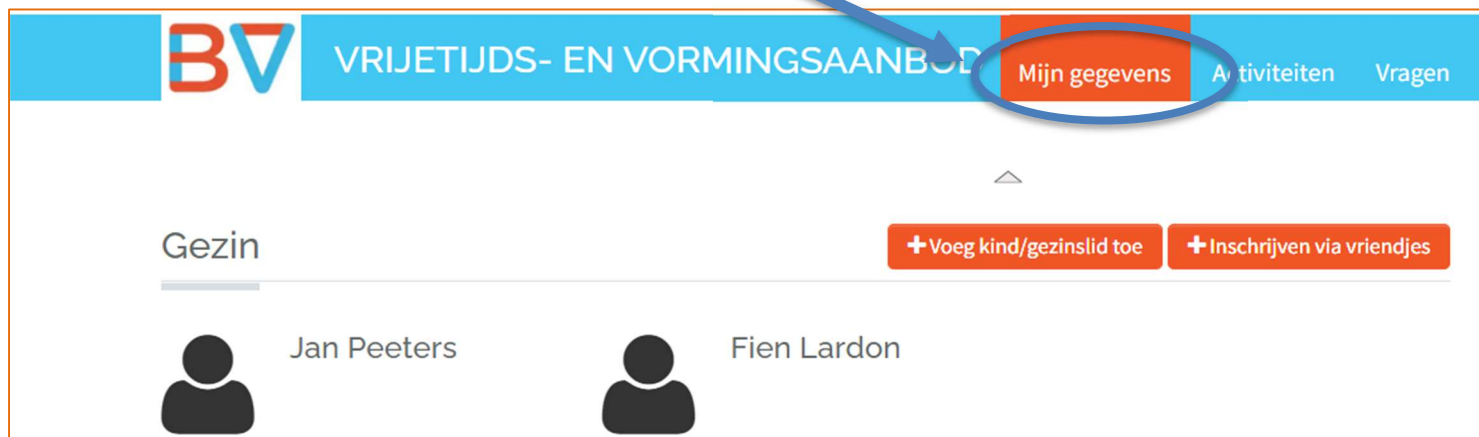 BV
VRIJETIJDS- EN VORMINGSAANBOD
Mijn gegevens
Activiteiten
Vragen
Gezin
+Voeg kind/gezinslid toe
+Inschrijven via vriendjes
Jan Peeters
Fien Lardon